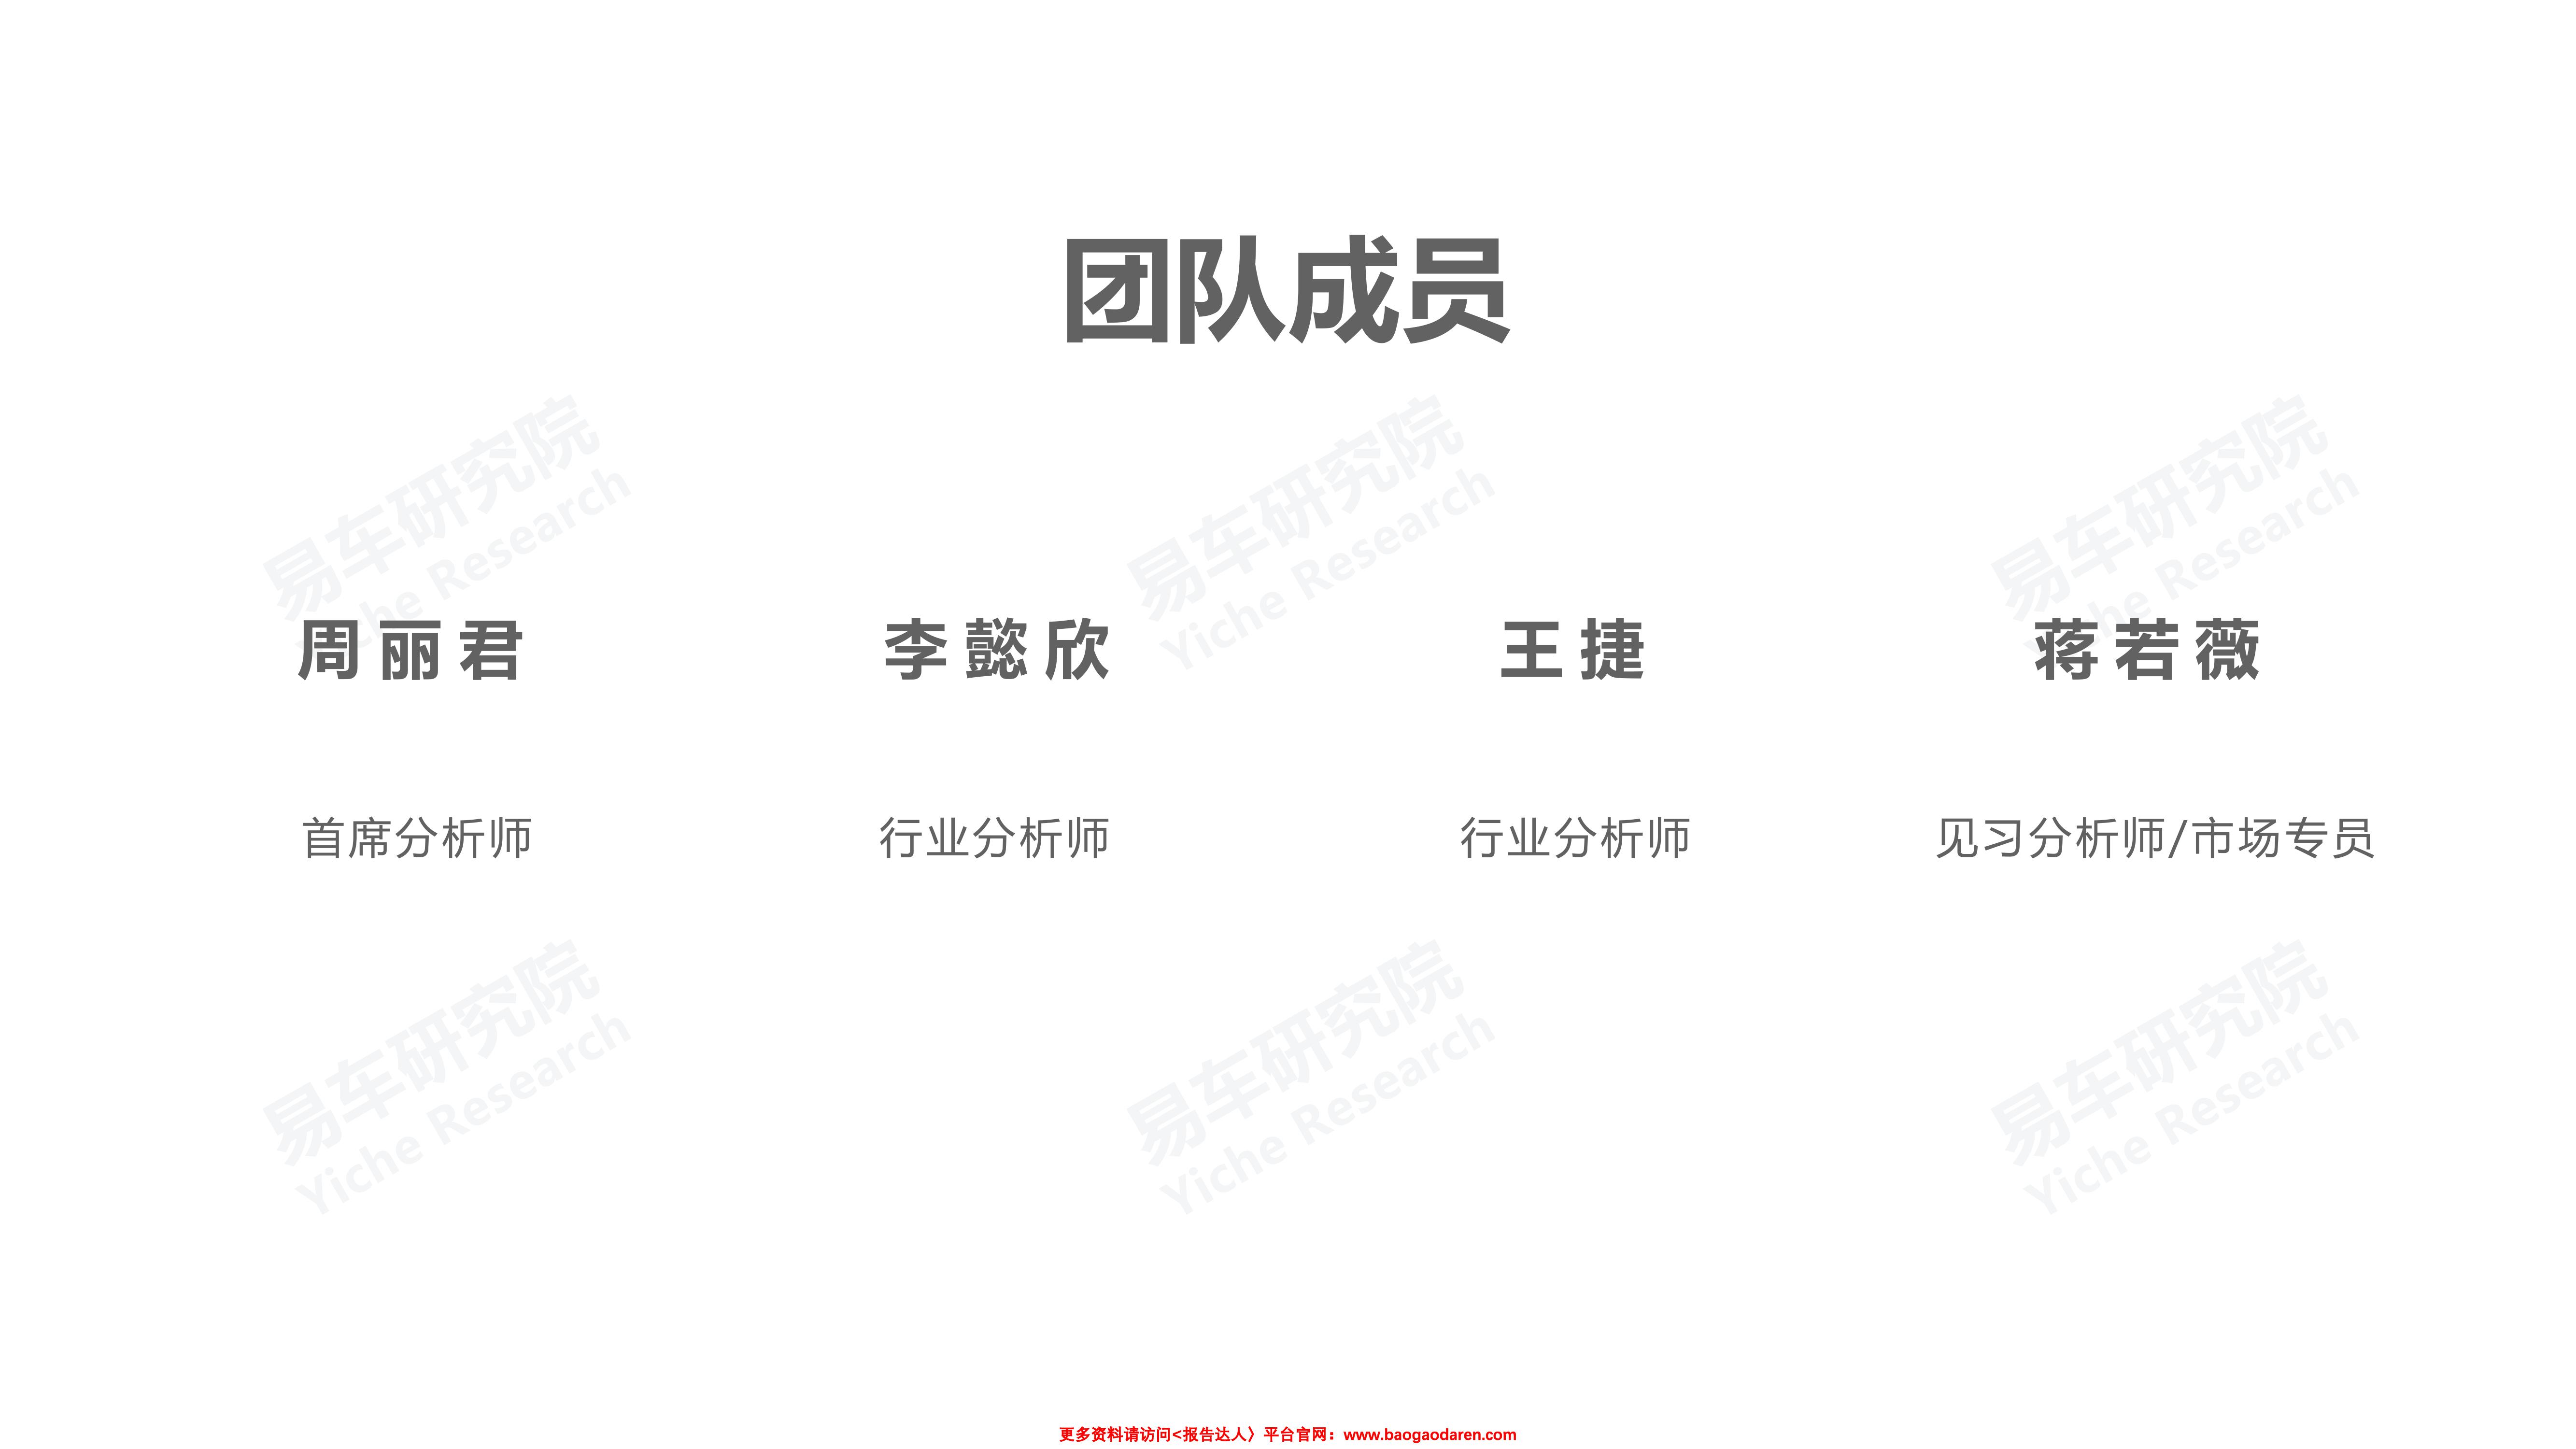 团队成员
易车研究院 易车研究院 易车研究院
Yiche Research Yiche Research Yiche Research
周丽君 李懿欣 王捷 蒋若薇
首席分析师 行业分析师 行业分析师 见习分析师/市场专员
易车研究院 易车研究院 易车研究院
Yiche Research Yiche Research Yiche Research
更多资料请访问<报告达人〉平台官网：www.baogaodaren.com